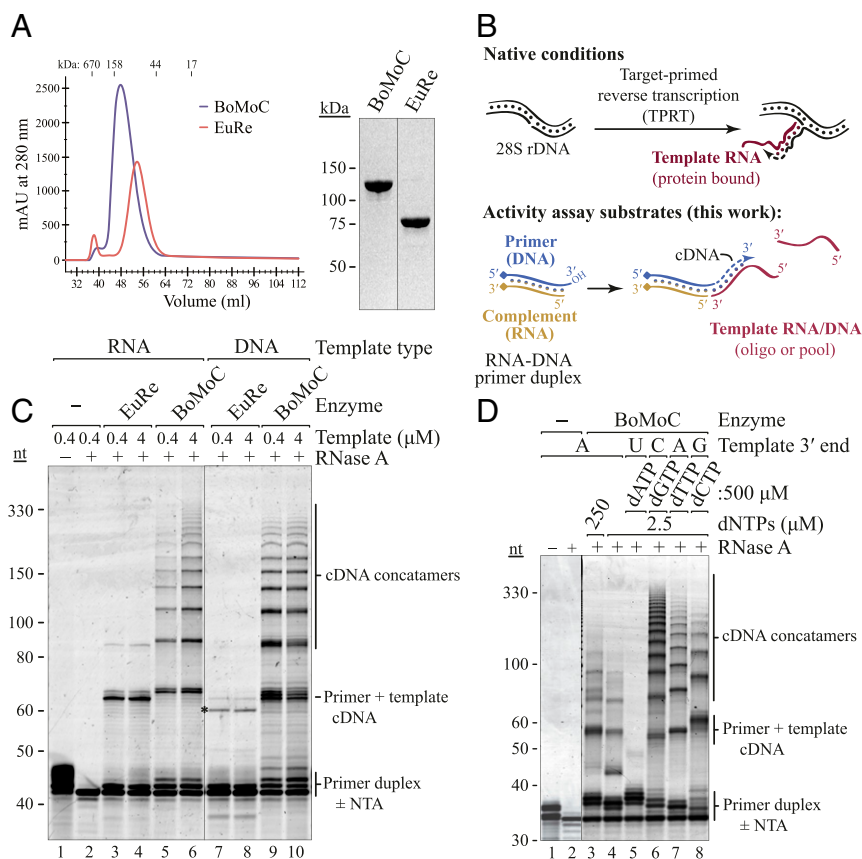 A
kDa: 670 158 44 17
2500
2000
1500
1000
500
0
mAU at 280 nm
BoMoC
EuRe
32 40 48 56 64 72 80 88 96 104 112
Volume (ml)
kDa
BoMoC
EuRe
150
100
75
50
B
Native conditions
Target-primed
reverse transcription
(TPRT)
28S rDNA
Template RNA
(protein bound)
Activity assay substrates (this work):
Primer
(DNA)
5′
3′
OH
3′
5′
Complement
(RNA)
RNA-DNA
primer duplex
cDNA
3′
3′
5′
5′
3′
5′
3′
5′
Template RNA/DNA
(oligo or pool)
C
RNA DNA Template type
– EuRe BoMoC EuRe BoMoC Enzyme
0.4 0.4 0.4 4 0.4 4 0.4 4 0.4 4 Template (μM)
nt – + + + + + + + + + RNase A
330
150
100
80
60
50
40
cDNA concatamers
Primer + template
cDNA
*
Primer duplex
± NTA
1 2 3 4 5 6 7 8 9 10
D
– BoMoC Enzyme
A U C A G Template 3′ end
dATP dGTP dTTP dCTP :500 μM
250 2.5 dNTPs (μM)
nt – + + + + + + + RNase A
330
100
60
50
40
30
cDNA concatamers
Primer + template
cDNA
Primer duplex
± NTA
1 2 3 4 5 6 7 8